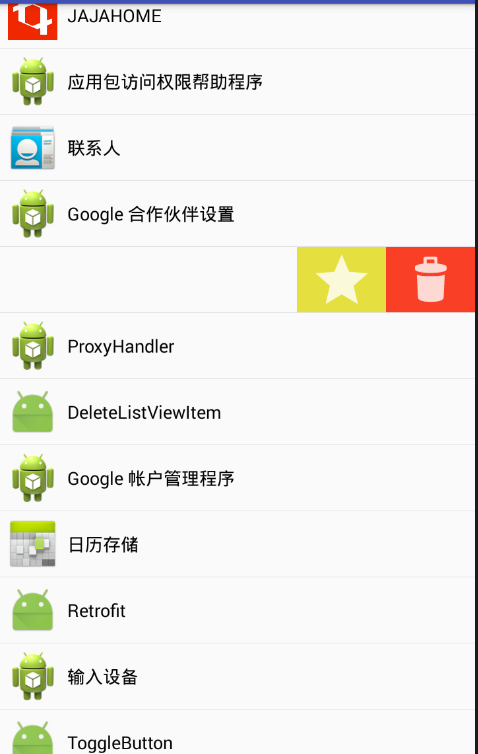 JAJAHOME
应用包访问权限帮助程序
联系人
Google 合作伙伴设置
ProxyHandler
DeleteListViewItem
Google 帐户管理程序
日历存储
Retrofit
输入设备
ToggleButton